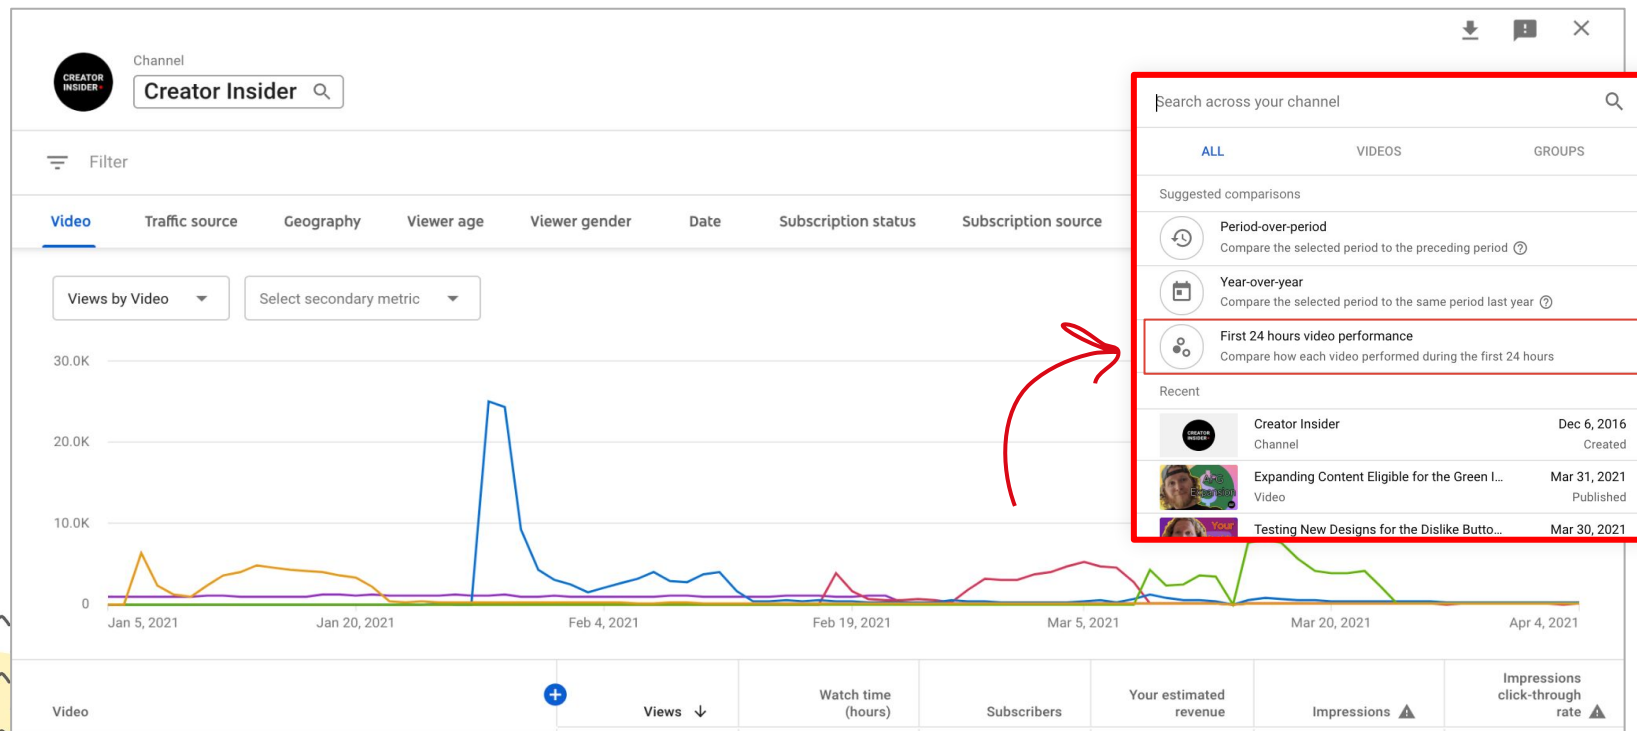 CREATOR
INSIDER
Channel
Creator Insider
Filter
Video Traffic source Geography Viewer age Viewer gender Date Subscription status Subscription source
Views by Video Select secondary metric
30.0K
20.0K
10.0K
0
Jan 5, 2021 Jan 20, 2021 Feb 4, 2021 Feb 19, 2021 Mar 5, 2021 Mar 20, 2021 Apr 4, 2021
Search across your channel
ALL VIDEOS GROUPS
Suggested comparisons
Period-over-period
Compare the selected period to the preceding period
Year-over-year
Compare the selected period to the same period last year
First 24 hours video performance
Compare how each video performed during the first 24 hours
Recent
CREATOR
INSIDER
Creator Insider Dec 6, 2016
Channel Created
Expansion
Expanding Content Eligible for the Green I... Mar 31, 2021
Video Published
Your
Testing New Designs for the Dislike Butto... Mar 30, 2021
Video
Views
Watch time
(hours)
Subscribers
Your estimated
revenue
Impressions
Impressions
click-through
rate